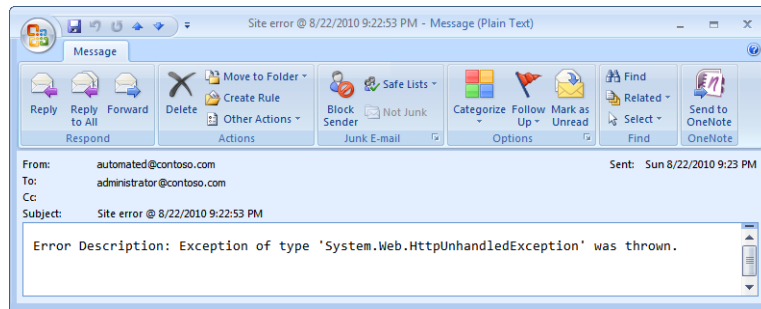 Site error @ 8/22/2010 9:22:53 PM - Message (Plain Text)
Message
Reply
Reply to All
Forward
Respond
Delete
Move to Folder
Create Rule
Other Actions
Actions
Block Sender
Safe Lists
Not Junk
Junk E-mail
Categorize
Follow Up
Mark as Unread
Options
Find
Related
Select
Find
Send to OneNote
OneNote
From: automated@contoso.com Sent: Sun 8/22/2010 9:23 PM
To: administrator@contoso.com
Cc:
Subject: Site error @ 8/22/2010 9:22:53 PM
Error Description: Exception of type 'System.Web.HttpUnhandledException' was thrown.